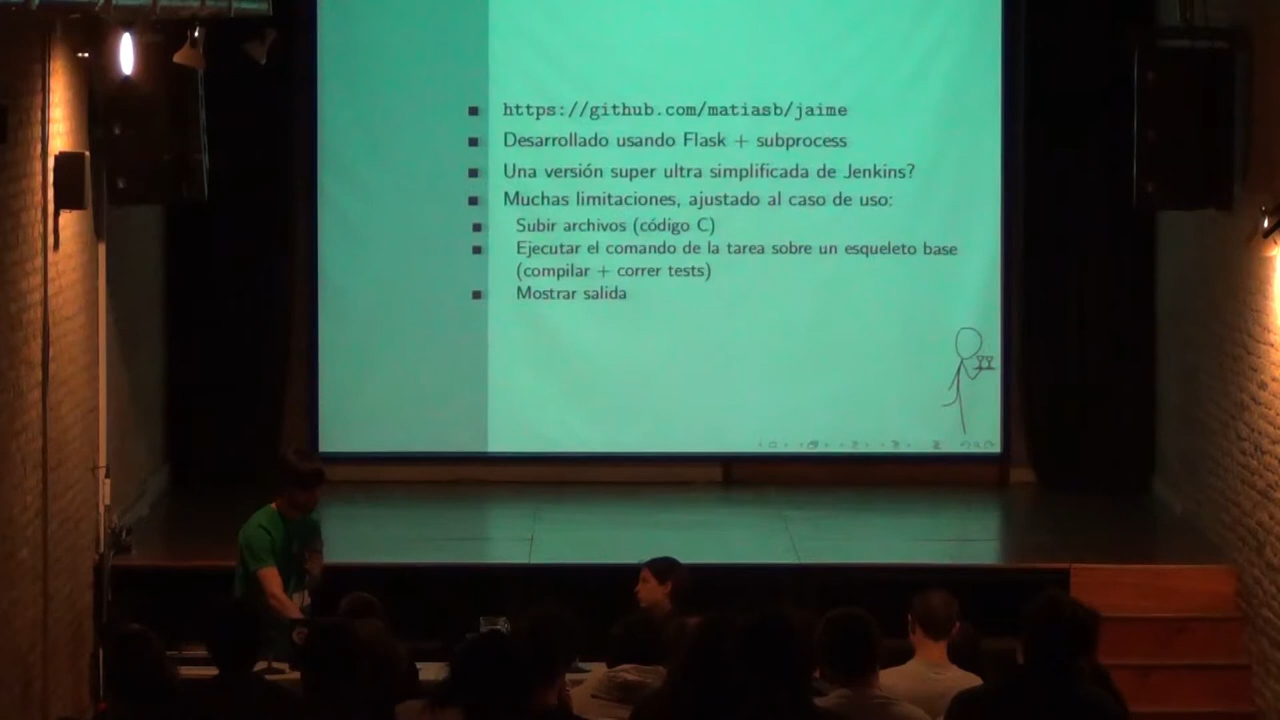 https://github.com/matiasb/jaime
Desarrollado usando Flask + subprocess
Una versión super ultra simplificada de Jenkins?
Muchas limitaciones, ajustado al caso de uso:
Subir archivos (código C)
Ejecutar el comando de la tarea sobre un esqueleto base
(compilar + correr tests)
Mostrar salida